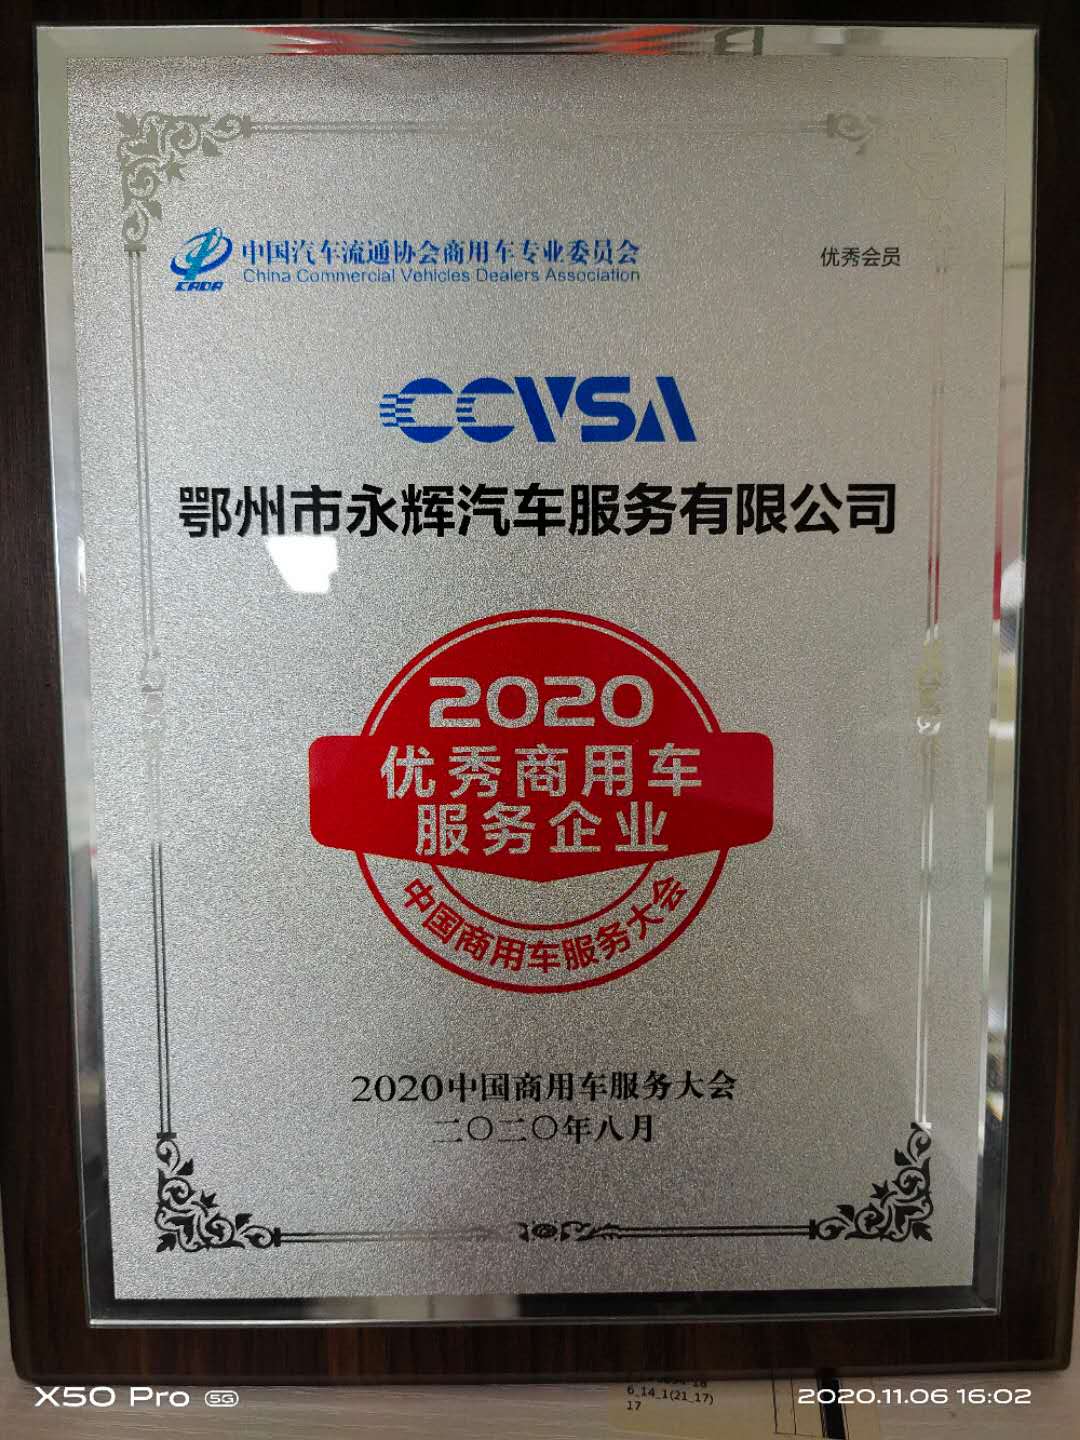 中国汽车流通协会商用车专业委员会
China Commercial Vehicles Dealers Association
CADA
优秀会员
CCVSA
鄂州市永辉汽车服务有限公司
2020
优秀商用车
服务企业
中国商用车服务大会
2020中国商用车服务大会
二〇二〇年八月
6_14_1(21_17)
17
X50 Pro 5G
2020.11.06 16:02